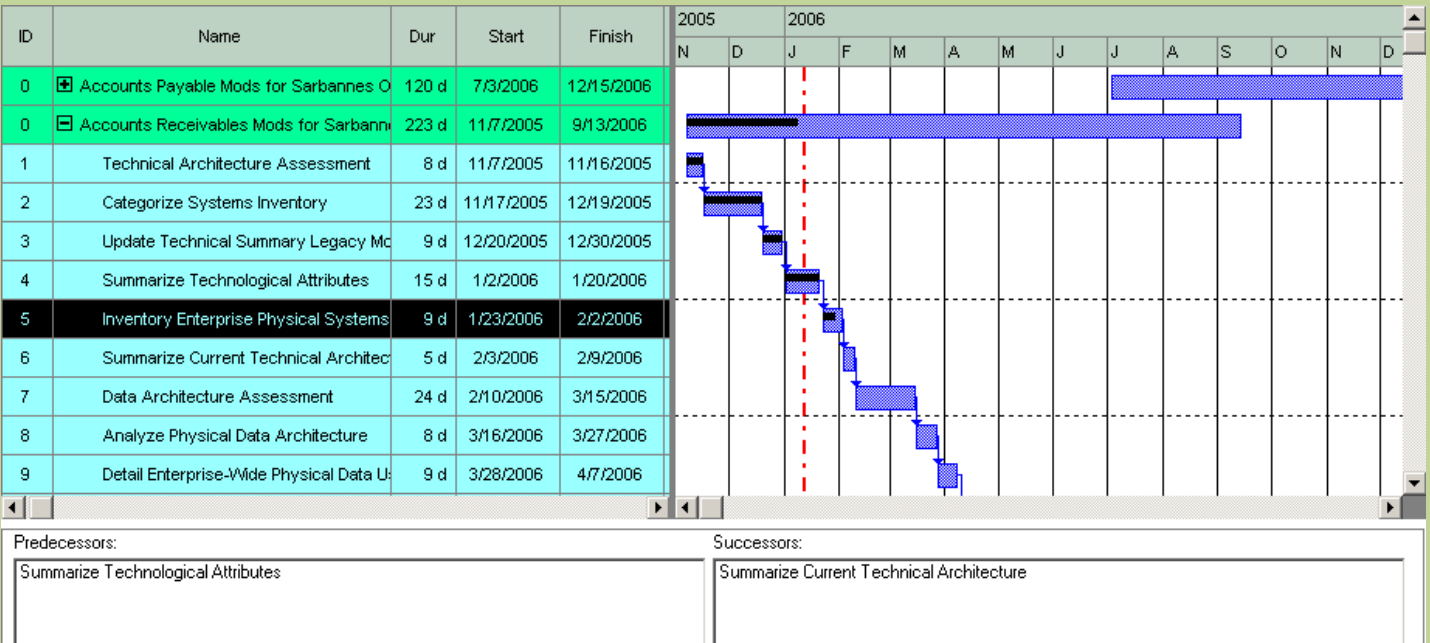 ID Name Dur Start Finish 2005 2006
N D J F M A M J J A S O N D
0 Accounts Payable Mods for Sarbannes O 120 d 7/3/2006 12/15/2006
0 Accounts Receivables Mods for Sarbann 223 d 11/7/2005 9/13/2006
1 Technical Architecture Assessment 8 d 11/7/2005 11/16/2005
2 Categorize Systems Inventory 23 d 11/17/2005 12/19/2005
3 Update Technical Summary Legacy Mo 9 d 12/20/2005 12/30/2005
4 Summarize Technological Attributes 15 d 1/2/2006 1/20/2006
5 Inventory Enterprise Physical Systems 9 d 1/23/2006 2/2/2006
6 Summarize Current Technical Architec 5 d 2/3/2006 2/9/2006
7 Data Architecture Assessment 24 d 2/10/2006 3/15/2006
8 Analyze Physical Data Architecture 8 d 3/16/2006 3/27/2006
9 Detail Enterprise-Wide Physical Data U 9 d 3/28/2006 4/7/2006
Predecessors: Successors:
Summarize Technological Attributes Summarize Current Technical Architecture